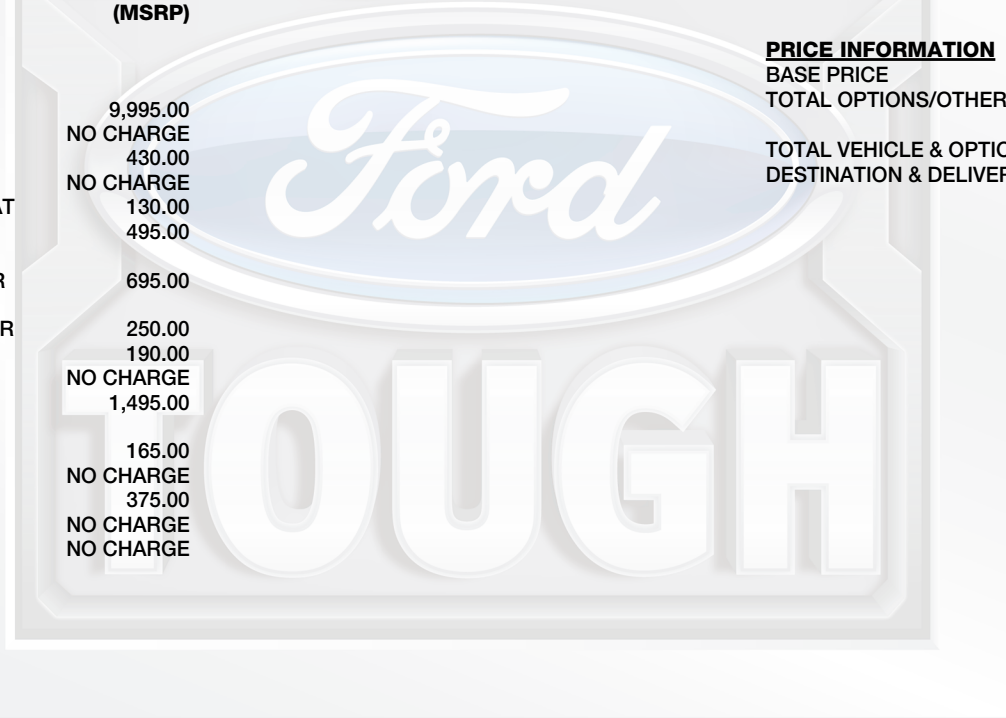 (MSRP)
9,995.00
NO CHARGE
430.00
NO CHARGE
AT 130.00
495.00
R 695.00
R 250.00
190.00
NO CHARGE
1,495.00
165.00
NO CHARGE
375.00
NO CHARGE
NO CHARGE
PRICE INFORMATION
BASE PRICE
TOTAL OPTIONS/OTHER
TOTAL VEHICLE & OPTIO
DESTINATION & DELIVER
Ford
TOUGH